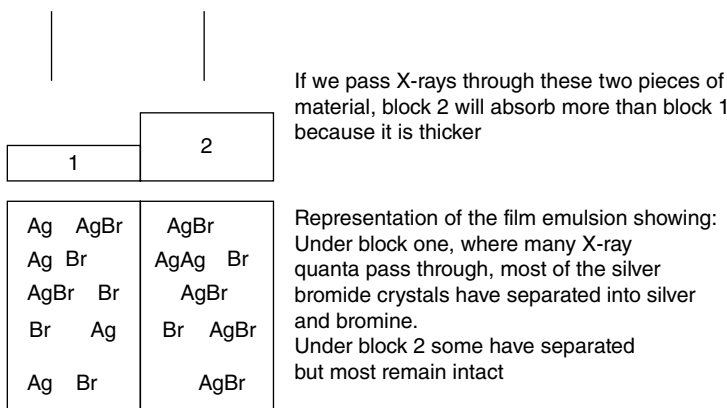 If we pass X-rays through these two pieces of
material, block 2 will absorb more than block 1
because it is thicker
1
2
Ag AgBr
Ag Br
AgBr Br
Br Ag
Ag Br
AgBr
AgAg Br
AgBr
Br AgBr
AgBr
Representation of the film emulsion showing:
Under block one, where many X-ray
quanta pass through, most of the silver
bromide crystals have separated into silver
and bromine.
Under block 2 some have separated
but most remain intact